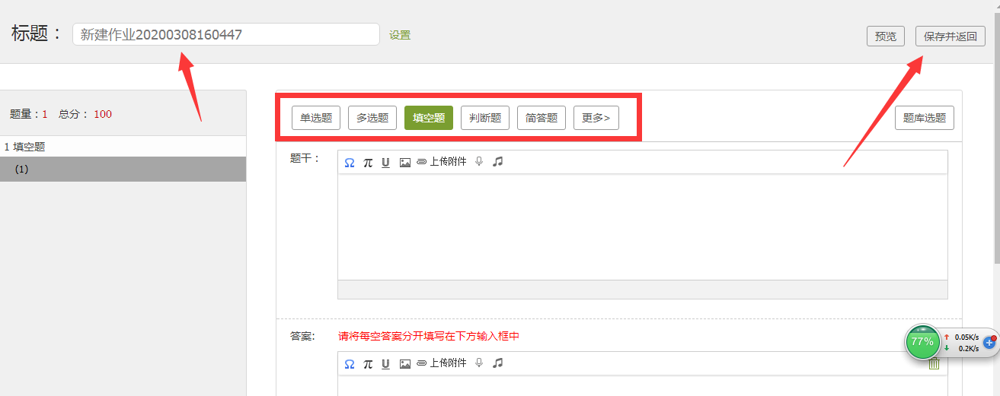 标题： 新建作业20200308160447 设置 预览 保存并返回
题量：1 总分： 100
单选题 多选题 填空题 判断题 简答题 更多> 题库选题
1 填空题
(1)
题干： Ω π U 上传附件
答案: 请将每空答案分开填写在下方输入框中
77% 0.05K/s
0.2K/s
Ω π U 上传附件